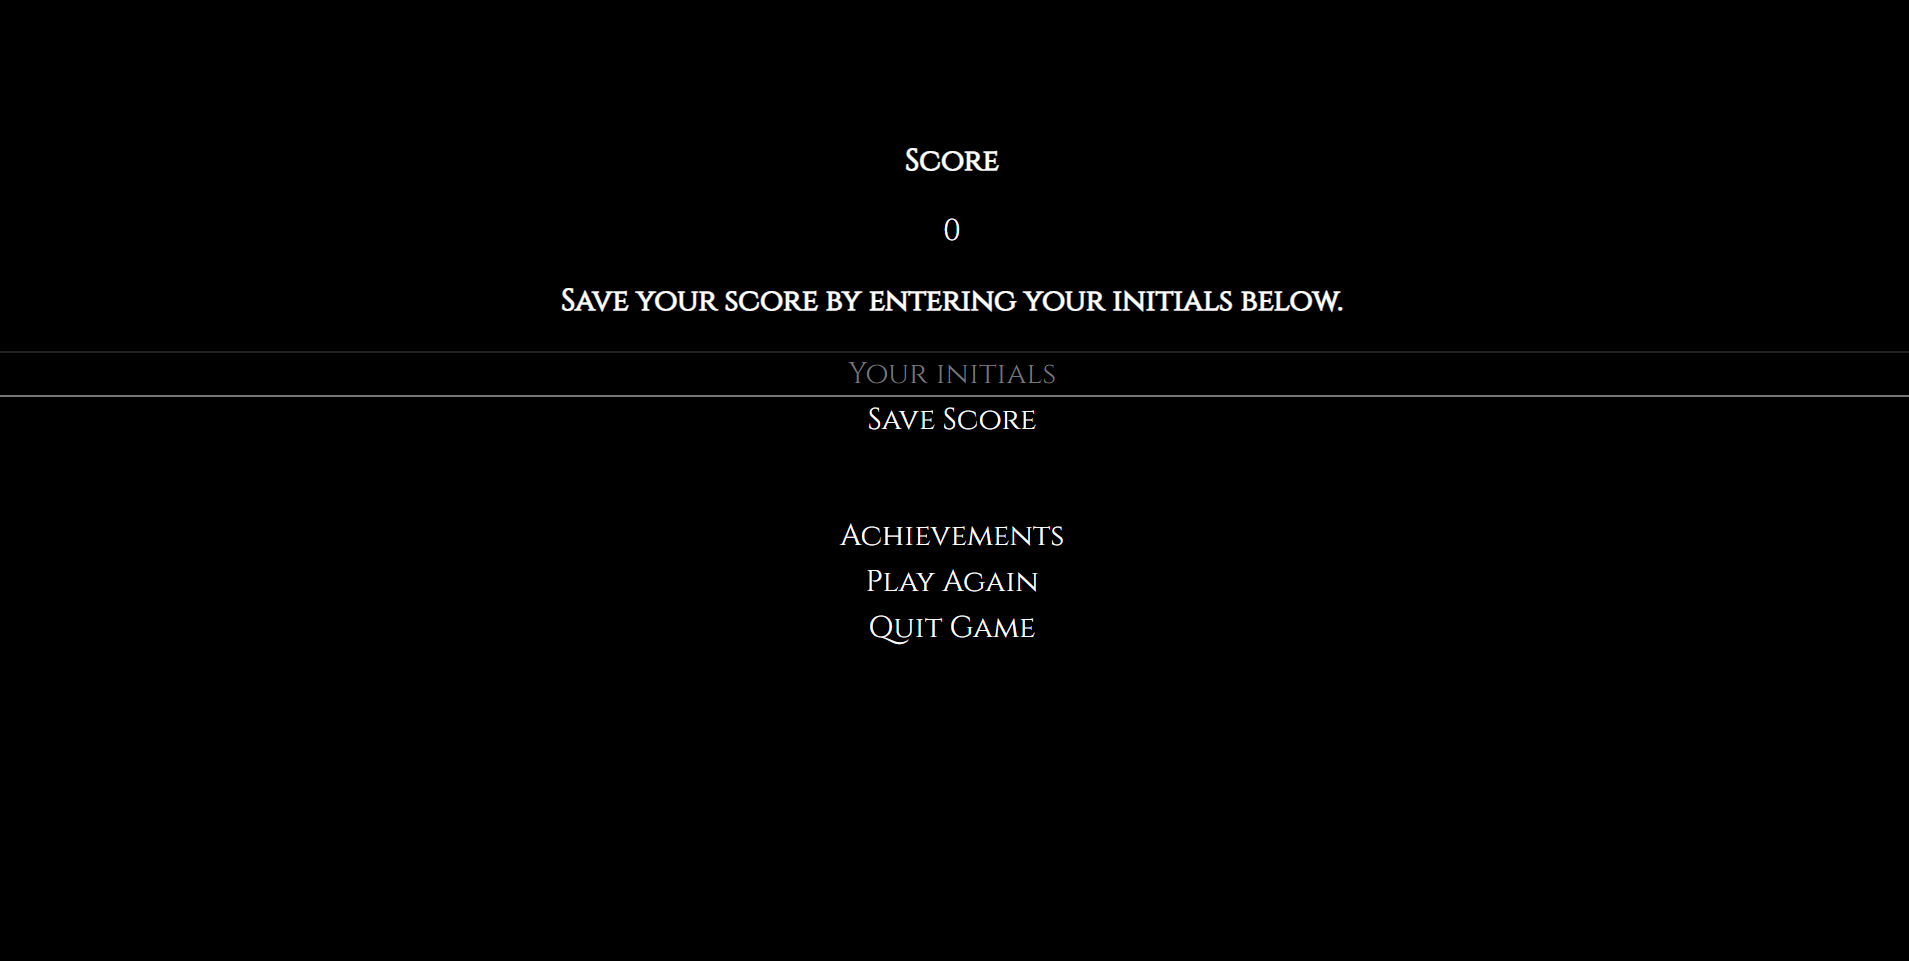 Score
0
Save your score by entering your initials below.
Your initials
Save Score
Achievements
Play Again
Quit Game